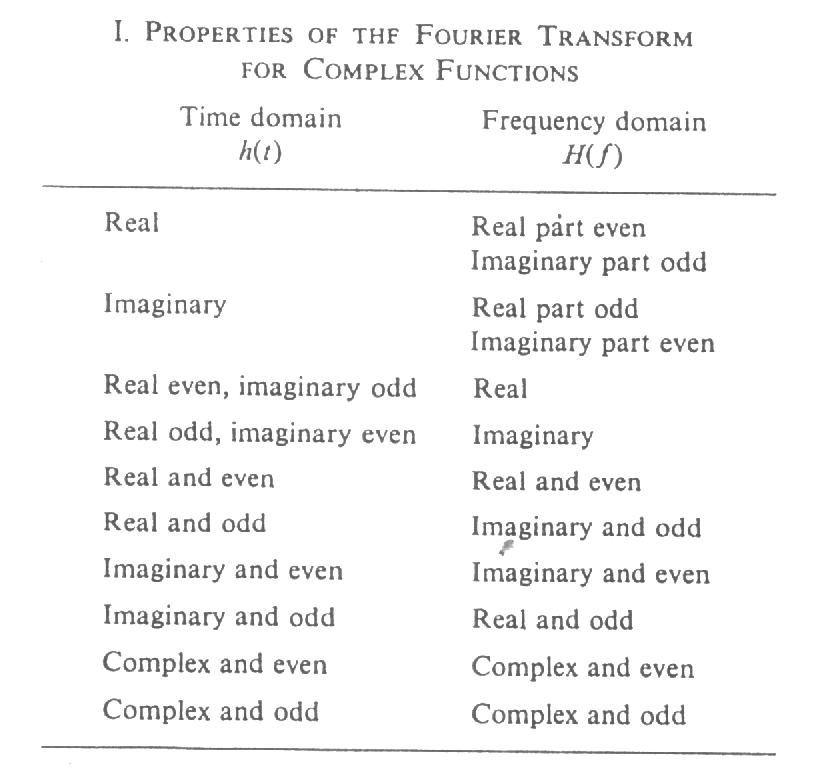 I. PROPERTIES OF THE FOURIER TRANSFORM
FOR COMPLEX FUNCTIONS
Time domain Frequency domain
h(t) H(f)
Real Real part even
Imaginary part odd
Imaginary Real part odd
Imaginary part even
Real even, imaginary odd Real
Real odd, imaginary even Imaginary
Real and even Real and even
Real and odd Imaginary and odd
Imaginary and even Imaginary and even
Imaginary and odd Real and odd
Complex and even Complex and even
Complex and odd Complex and odd